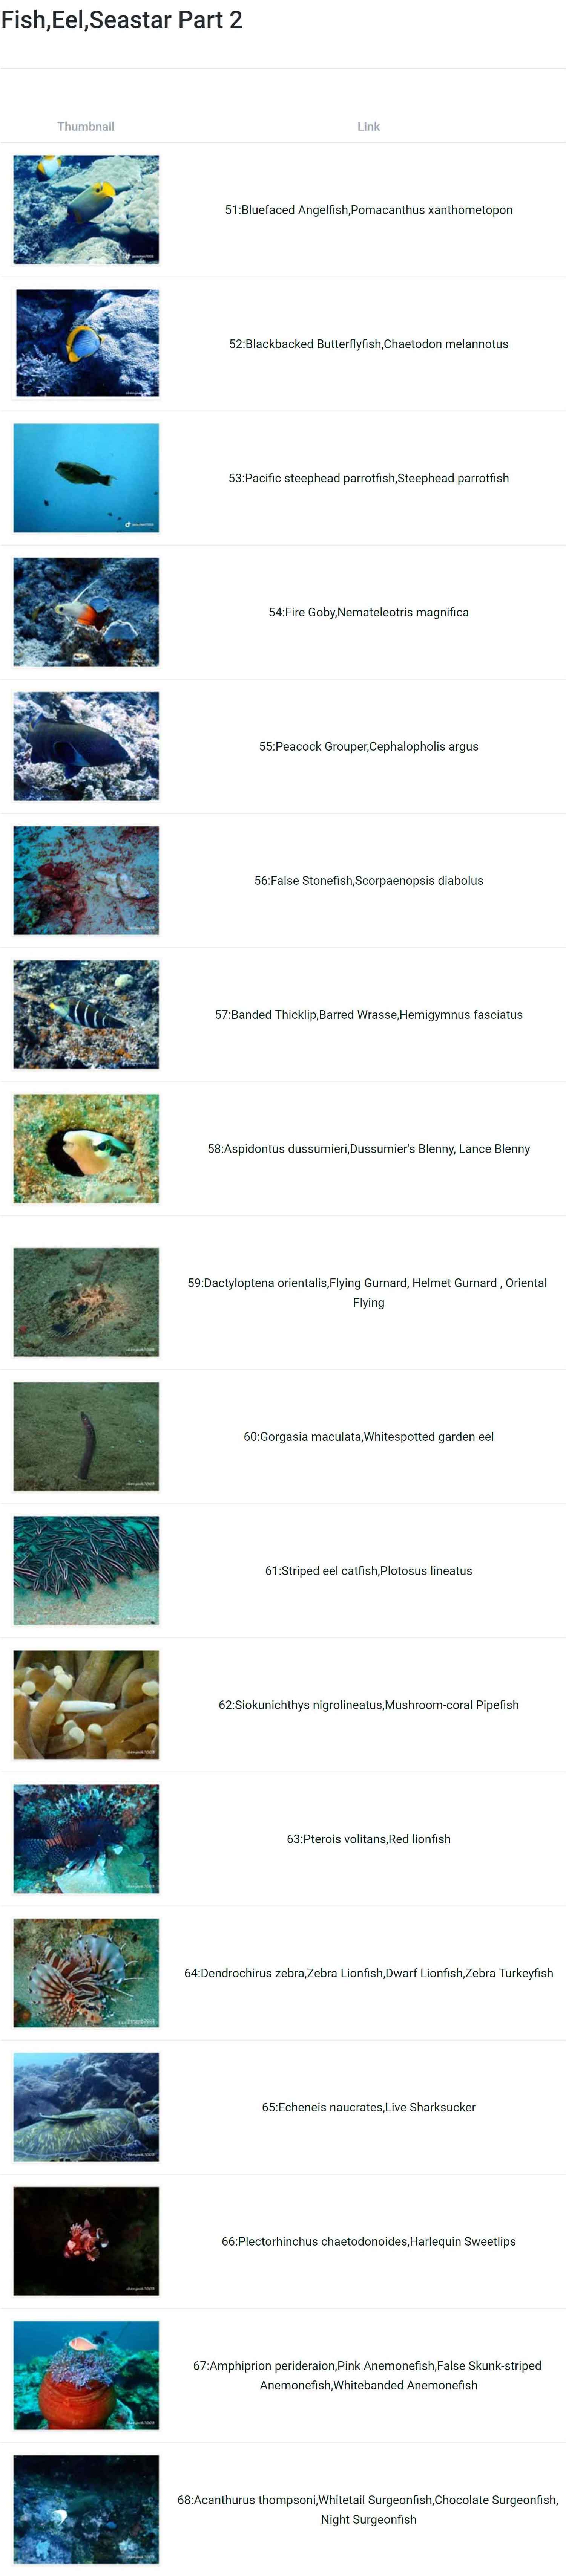 Fish,Eel,Seastar Part 2
Thumbnail Link
51:Bluefaced Angelfish,Pomacanthus xanthometopon
52:Blackbacked Butterflyfish,Chaetodon melannotus
53:Pacific steephead parrotfish,Steephead parrotfish
54:Fire Goby,Nemateleotris magnifica
55:Peacock Grouper,Cephalopholis argus
56:False Stonefish,Scorpaenopsis diabolus
57:Banded Thicklip,Barred Wrasse,Hemigymnus fasciatus
58:Aspidontus dussumieri,Dussumier's Blenny, Lance Blenny
59:Dactyloptena orientalis,Flying Gurnard, Helmet Gurnard , Oriental
Flying
60:Gorgasia maculata,Whitespotted garden eel
61:Striped eel catfish,Plotosus lineatus
62:Siokunichthys nigrolineatus,Mushroom-coral Pipefish
63:Pterois volitans,Red lionfish
64:Dendrochirus zebra,Zebra Lionfish,Dwarf Lionfish,Zebra Turkeyfish
65:Echeneis naucrates,Live Sharksucker
66:Plectorhinchus chaetodonoides,Harlequin Sweetlips
67:Amphiprion perideraion,Pink Anemonefish,False Skunk-striped
Anemonefish,Whitebanded Anemonefish
68:Acanthurus thompsoni,Whitetail Surgeonfish,Chocolate Surgeonfish,
Night Surgeonfish